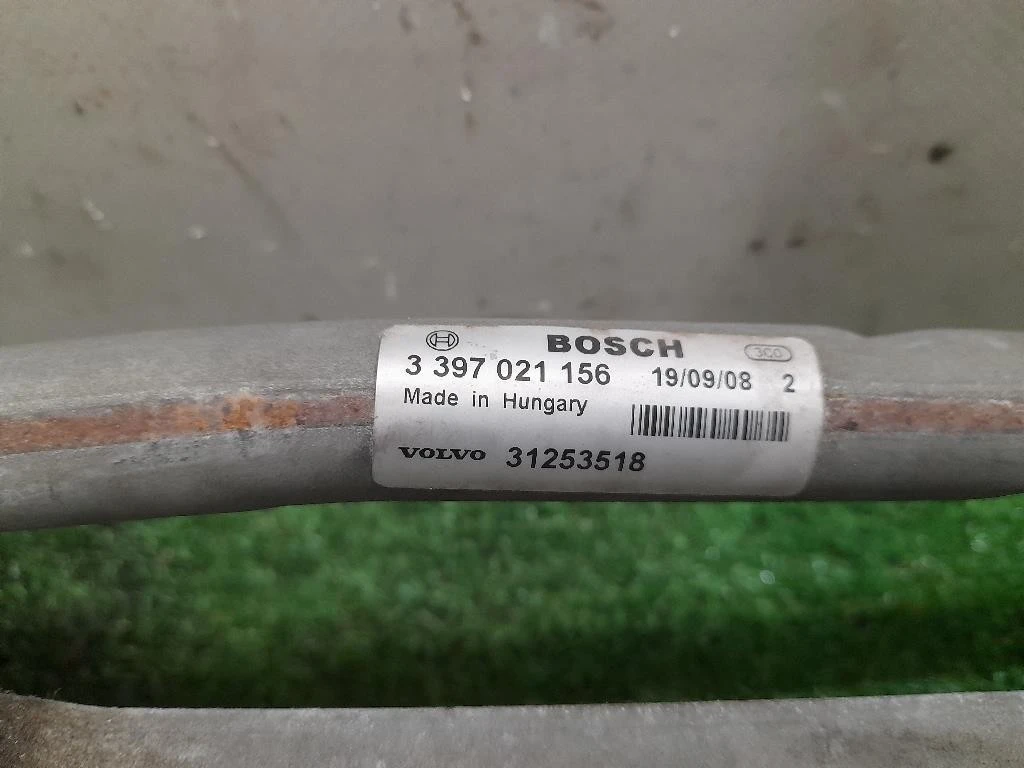 BOSCH 3CO
3 397 021 156 19/09/08 2
Made in Hungary
VOLVO 31253518